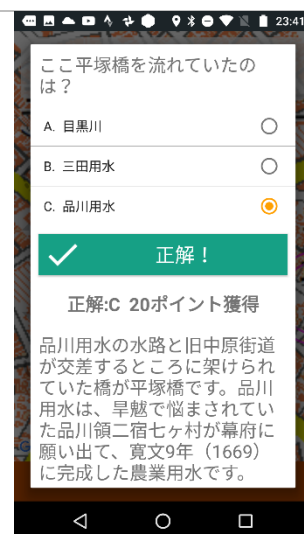 23:41
ここ平塚橋を流れていたの
は？
A. 目黒川
B. 三田用水
C. 品川用水
正解！
正解:C 20ポイント獲得
品川用水の水路と旧中原街道
が交差するところに架けられ
ていた橋が平塚橋です。品川
用水は、旱魃で悩まされてい
た品川領二宿七ヶ村が幕府に
願い出て、寛文9年（1669）
に完成した農業用水です。